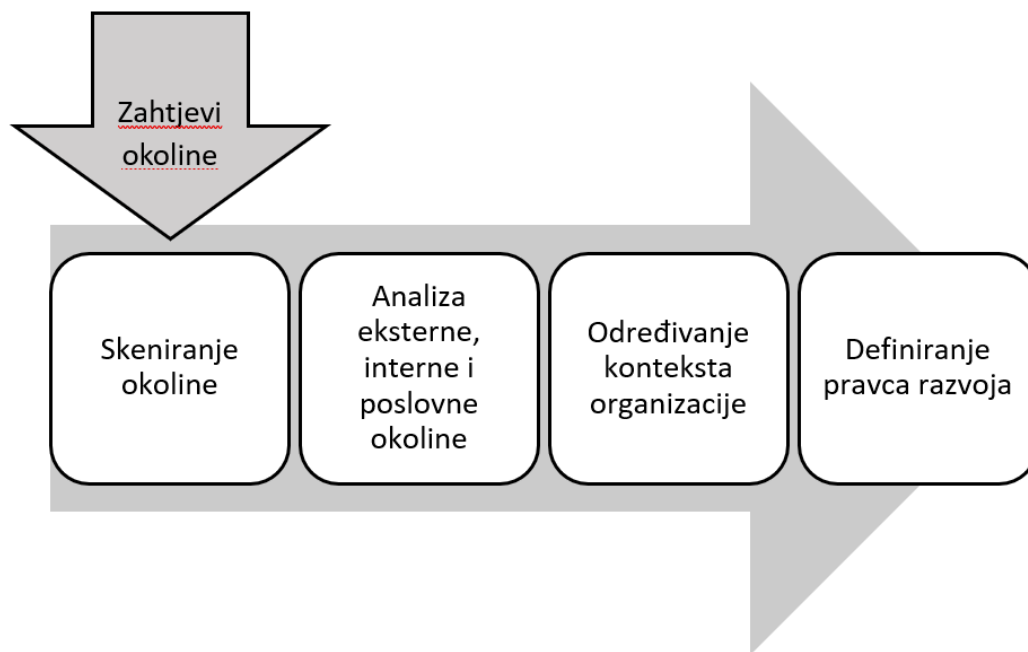 Zahtjevi
okoline
Skeniranje
okoline
Analiza
eksterne,
interne i
poslovne
okoline
Određivanje
konteksta
organizacije
Definiranje
pravca razvoja